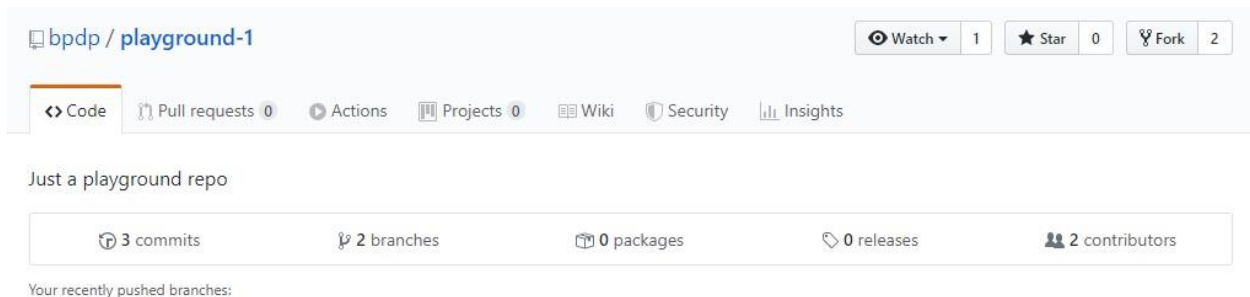 bpdp / playground-1 Watch 1 Star 0 Fork 2
Code Pull requests 0 Actions Projects 0 Wiki Security Insights
Just a playground repo
3 commits 2 branches 0 packages 0 releases 2 contributors
Your recently pushed branches: